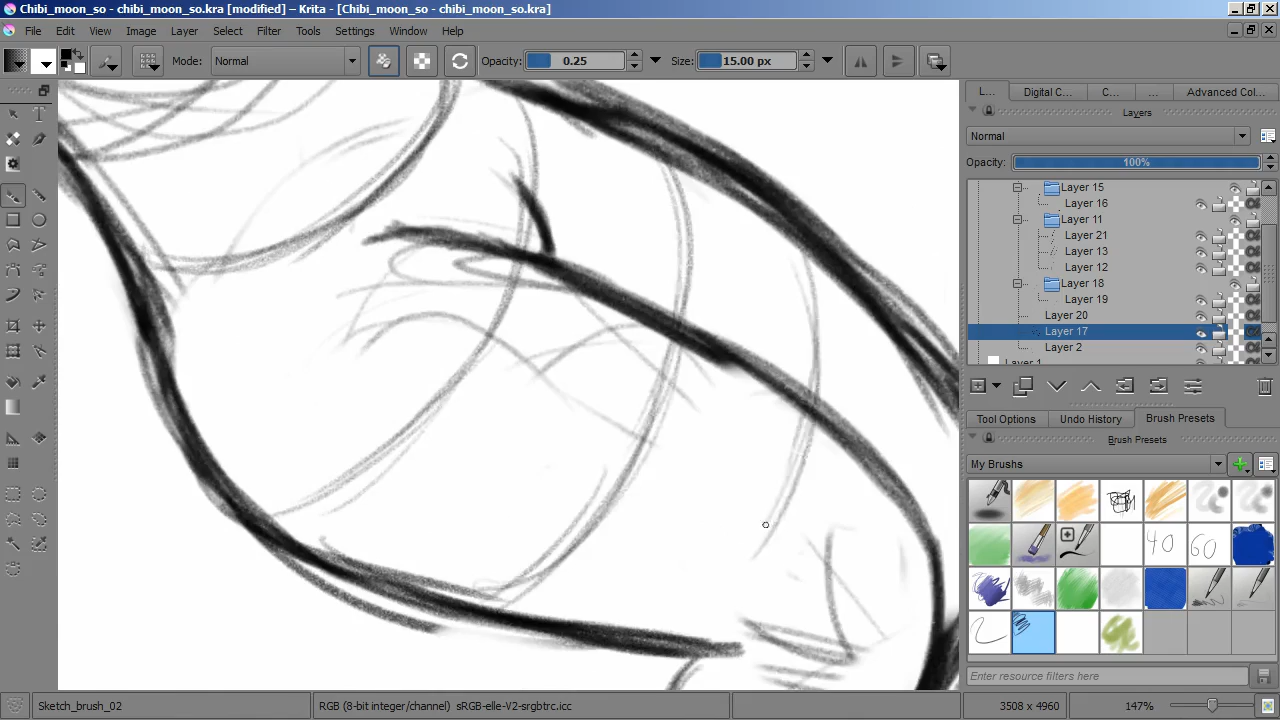 Chibi_moon_so - chibi_moon_so.kra [modified] – Krita - [Chibi_moon_so - chibi_moon_so.kra]
File Edit View Image Layer Select Filter Tools Settings Window Help
Mode: Normal Opacity: 0.25 Size: 15.00 px
L... Digital C... C... ... Advanced Col...
Layers
Normal
Opacity: 100%
Layer 15
Layer 16
Layer 11
Layer 21
Layer 13
Layer 12
Layer 18
Layer 19
Layer 20
Layer 17
Layer 2
Layer 1
Tool Options Undo History Brush Presets
Brush Presets
My Brushes
40 60
Enter resource filters here
Sketch_brush_02 RGB (8-bit integer/channel) sRGB-elle-V2-srgbtrc.icc 3508 x 4960 147%